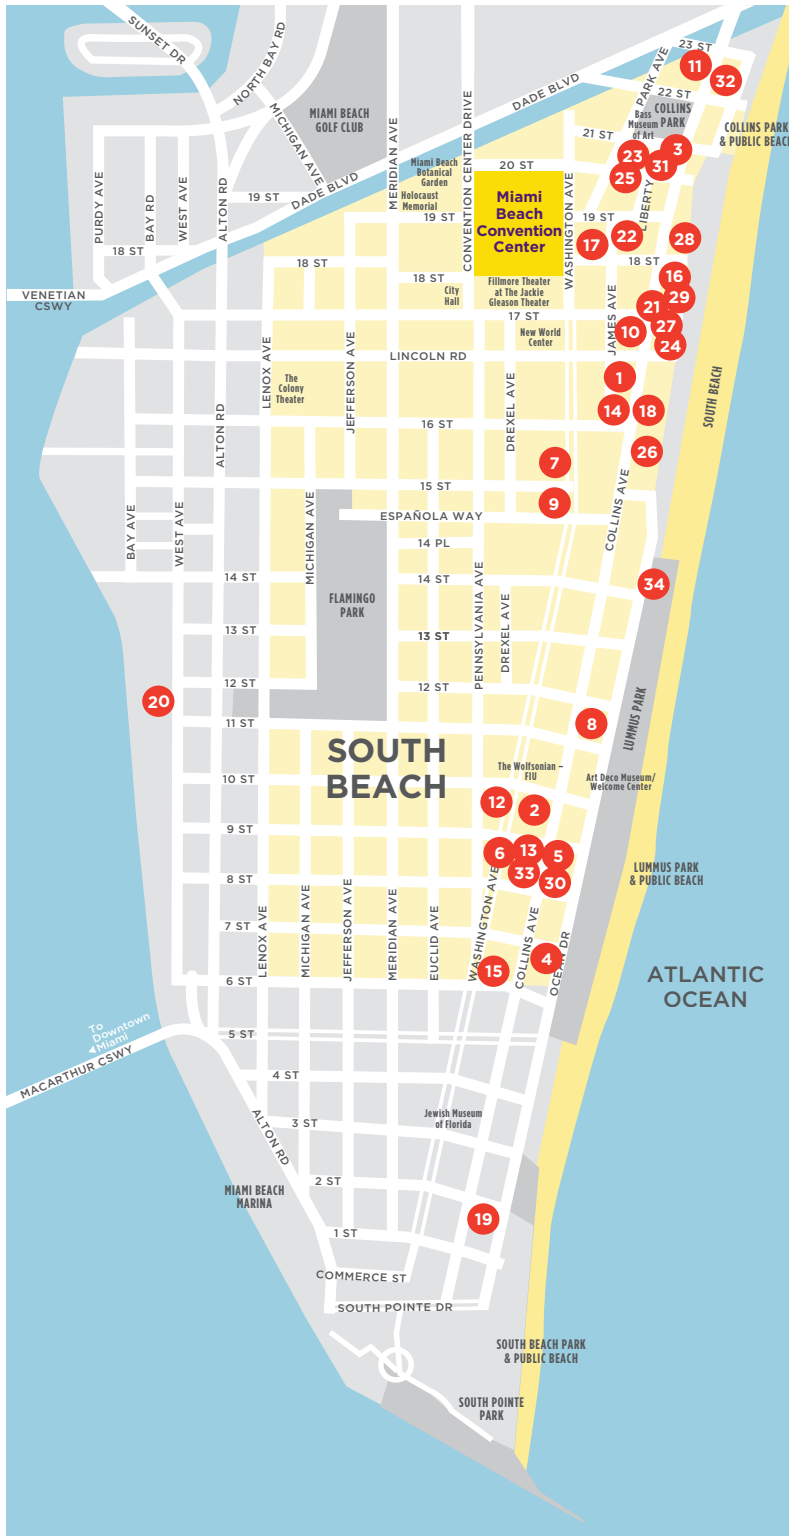 SUNSET DR
NORTH BAY RD
MICHIGAN AVE
MIAMI BEACH
GOLF CLUB
MERIDIAN AVE
CONVENTION CENTER DRIVE
DADE BLVD
PARK AVE
23 ST
11
32
22 ST
COLLINS
PARK
Bass
Museum
of Art
21 ST
COLLINS PARK
& PUBLIC BEACH
23
3
31
25
LIBERTY
PURDY AVE
BAY RD
WEST AVE
ALTON RD
19 ST
DADE BLVD
Miami Beach
Botanical
Garden
Holocaust
Memorial
20 ST
Miami
Beach
Convention
Center
WASHINGTON AVE
19 ST
19 ST
17
22
28
18 ST
18 ST
18 ST
18 ST
City
Hall
Fillmore Theater
at The Jackie
Gleason Theater
16
29
21
27
10
24
JAMES AVE
VENETIAN
CSWY
17 ST
New World
Center
LINCOLN RD
LENOX AVE
The
Colony
Theater
JEFFERSON AVE
DREXEL AVE
1
14
18
SOUTH BEACH
ALTON RD
16 ST
26
7
15 ST
9
ESPAÑOLA WAY
COLLINS AVE
BAY AVE
WEST AVE
MICHIGAN AVE
14 PL
14 ST
14 ST
34
FLAMINGO
PARK
PENNSYLVANIA AVE
DREXEL AVE
13 ST
13 ST
12 ST
12 ST
20
11 ST
8
LUMMUS PARK
SOUTH
BEACH
The Wolfsonian –
FIU
Art Deco Museum/
Welcome Center
10 ST
12
2
9 ST
6
13
5
33
30
8 ST
LUMMUS PARK
& PUBLIC BEACH
LENOX AVE
MICHIGAN AVE
JEFFERSON AVE
MERIDIAN AVE
EUCLID AVE
WASHINGTON AVE
COLLINS AVE
OCEAN DR
7 ST
4
15
6 ST
ATLANTIC
OCEAN
To
Downtown
Miami
MACARTHUR CSWY
5 ST
4 ST
ALTON RD
3 ST
Jewish Museum
of Florida
2 ST
MIAMI BEACH
MARINA
19
1 ST
COMMERCE ST
SOUTH POINTE DR
SOUTH BEACH PARK
& PUBLIC BEACH
SOUTH POINTE
PARK